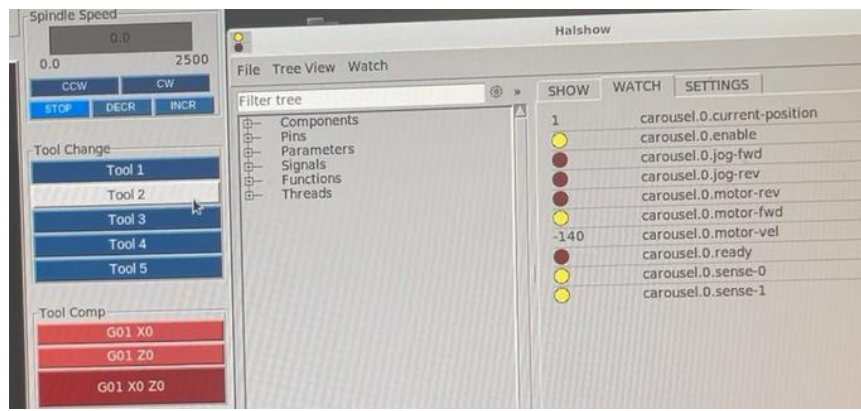 Spindle Speed
0.0
0.0 2500
CCW CW
STOP DECR INCR
Tool Change
Tool 1
Tool 2
Tool 3
Tool 4
Tool 5
Tool Comp
G01 X0
G01 Z0
G01 X0 Z0
Halshow
File Tree View Watch
Filter tree »
Components
Pins
Parameters
Signals
Functions
Threads
SHOW WATCH SETTINGS
1 carousel.0.current-position
carousel.0.enable
carousel.0.jog-fwd
carousel.0.jog-rev
carousel.0.motor-rev
carousel.0.motor-fwd
-140 carousel.0.motor-vel
carousel.0.ready
carousel.0.sense-0
carousel.0.sense-1